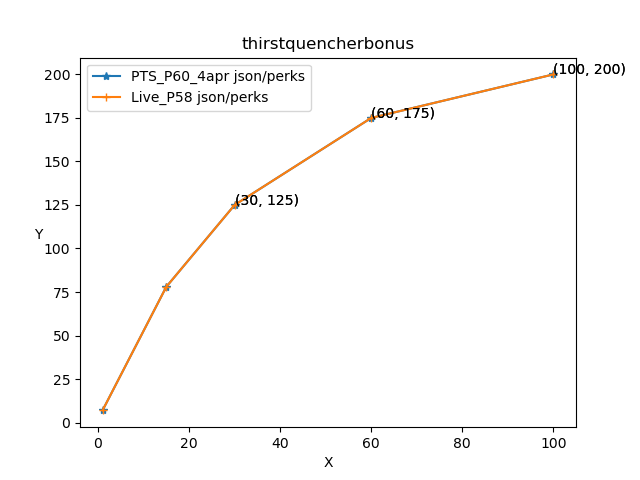 thirstquencherbonus
PTS_P60_4apr json/perks
Live_P58 json/perks
(100, 200)
(60, 175)
(30, 125)
200
175
150
125
100
75
50
25
0
Y
0 20 40 60 80 100
X